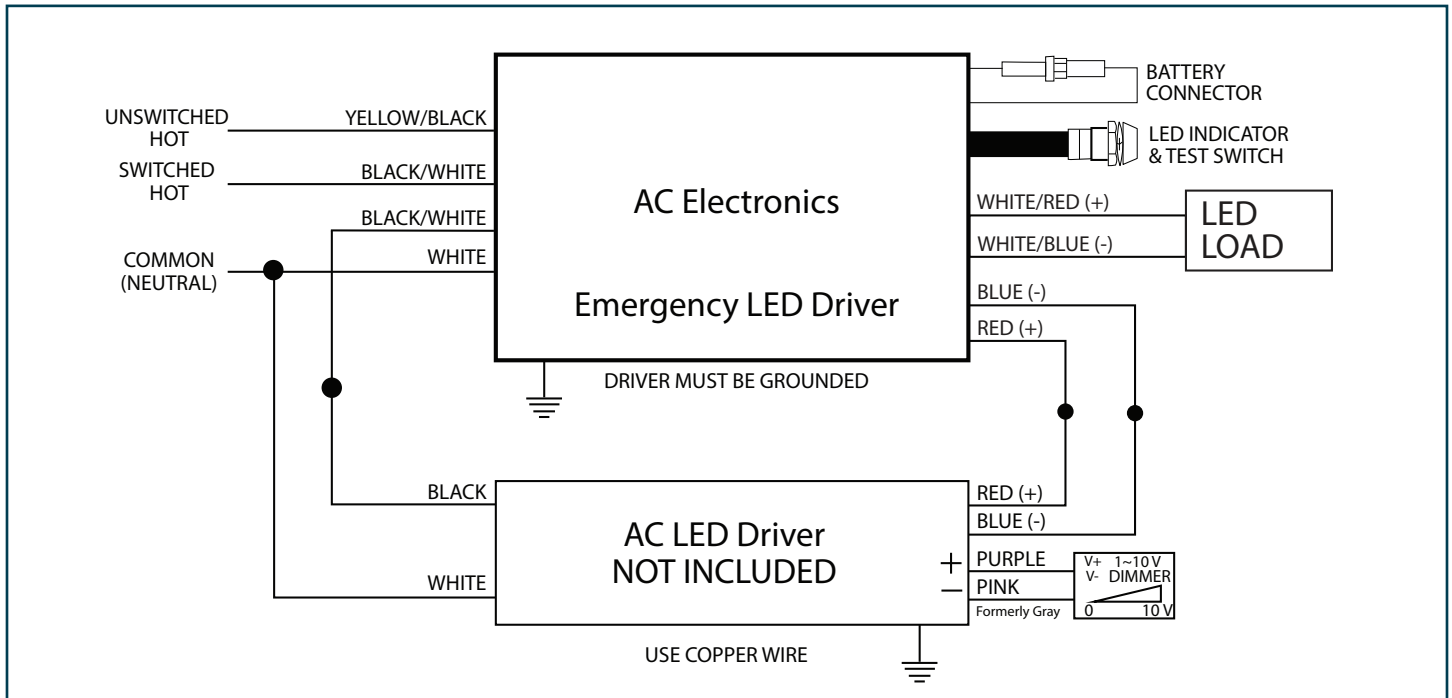 UNSWITCHED
HOT
YELLOW/BLACK
SWITCHED
HOT
BLACK/WHITE
BLACK/WHITE
COMMON
(NEUTRAL)
WHITE
AC Electronics
Emergency LED Driver
BATTERY
CONNECTOR
LED INDICATOR
& TEST SWITCH
WHITE/RED (+)
WHITE/BLUE (-)
LED
LOAD
BLUE (-)
RED (+)
DRIVER MUST BE GROUNDED
BLACK
WHITE
AC LED Driver
NOT INCLUDED
RED (+)
BLUE (-)
+ PURPLE
− PINK
Formerly Gray
V+ 1~10 V
V- DIMMER
0 10 V
USE COPPER WIRE